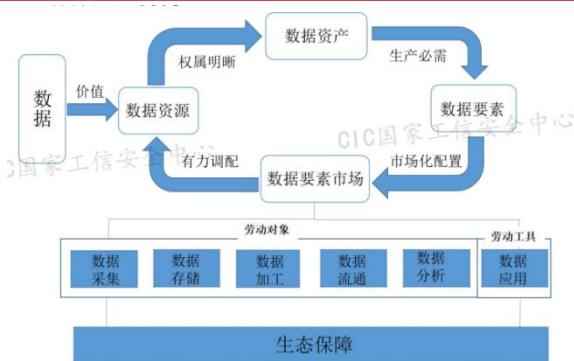 数据资产
权属明晰
生产必需
数据
价值
数据资源
数据要素
CIC国家工信安全中心
C国家工信安全中心
有力调配
市场化配置
数据要素市场
劳动对象
劳动工具
数据
采集
数据
存储
数据
加工
数据
流通
数据
分析
数据
应用
生态保障